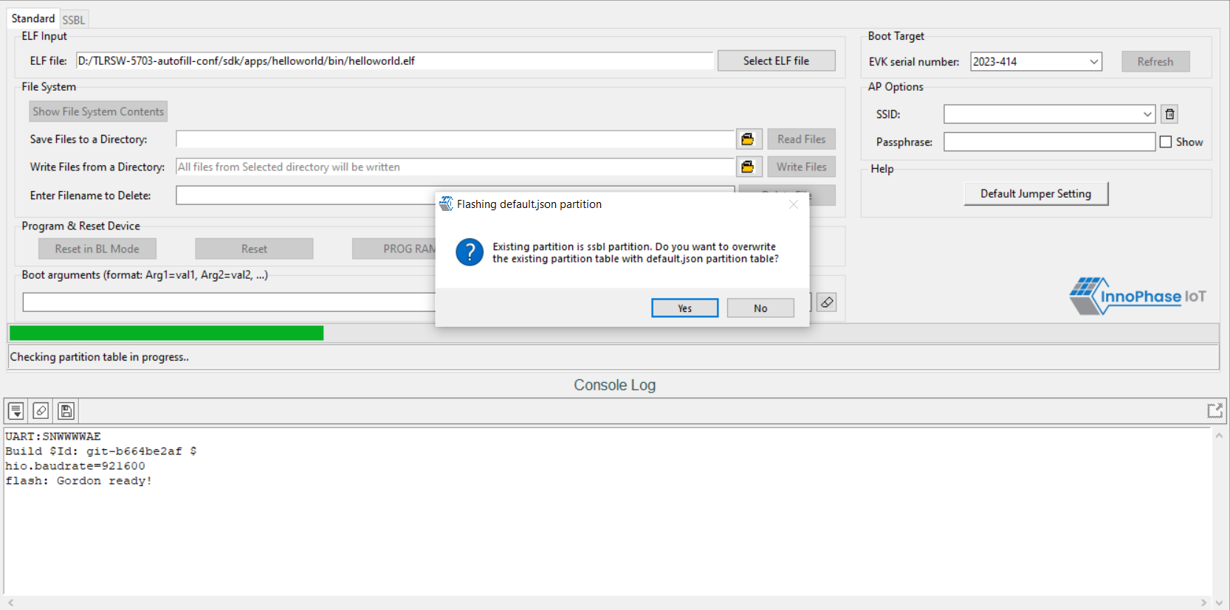 Standard
SSBL
ELF Input
ELF file:
D:/TLRSW-5703-autofill-conf/sdk/apps/helloworld/bin/helloworld.elf
Select ELF file
File System
Show File System Contents
Save Files to a Directory:
Read Files
Write Files from a Directory:
All files from Selected directory will be written
Write Files
Enter Filename to Delete:
Program & Reset Device
Reset in BL Mode
Reset
PROG RAM
Boot arguments (format: Arg1=val1, Arg2=val2, ...)
Boot Target
EVK serial number:
2023-414
Refresh
AP Options
SSID:
Passphrase:
Show
Help
Default Jumper Setting
InnoPhase IoT
Flashing default.json partition
Existing partition is ssbl partition. Do you want to overwrite
the existing partition table with default.json partition table?
Yes
No
Checking partition table in progress..
Console Log
UART:SNWWWWAE
Build $Id: git-b664be2af $
hio.baudrate=921600
flash: Gordon ready!